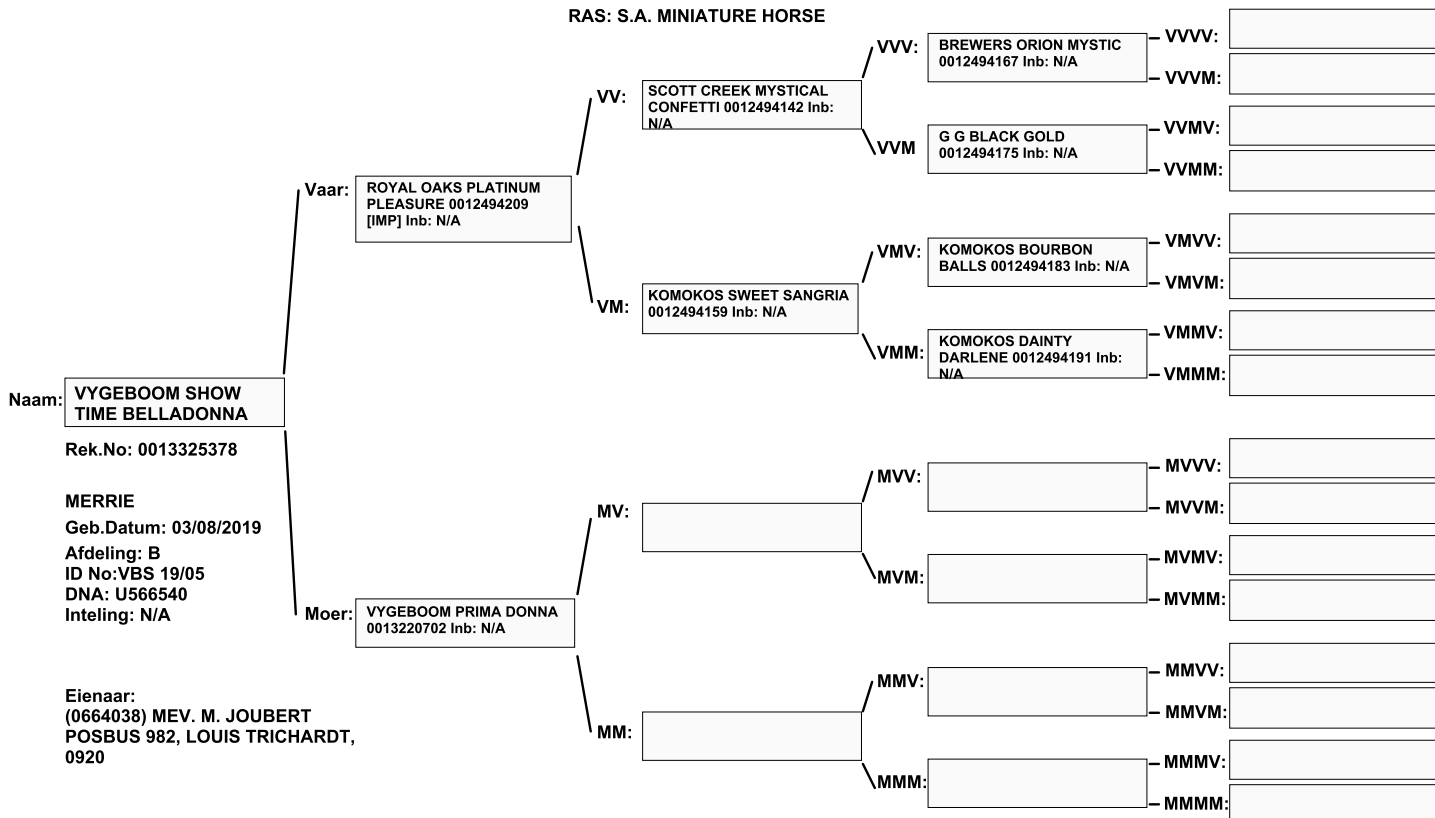 RAS: S.A. MINIATURE HORSE
Naam:
VYGEBOOM SHOW
TIME BELLADONNA
Rek.No: 0013325378
MERRIE
Geb.Datum: 03/08/2019
Afdeling: B
ID No:VBS 19/05
DNA: U566540
Inteling: N/A
Eienaar:
(0664038) MEV. M. JOUBERT
POSBUS 982, LOUIS TRICHARDT,
0920
Vaar:
ROYAL OAKS PLATINUM
PLEASURE 0012494209
[IMP] Inb: N/A
Moer:
VYGEBOOM PRIMA DONNA
0013220702 Inb: N/A
VV:
SCOTT CREEK MYSTICAL
CONFETTI 0012494142 Inb:
N/A
VM:
KOMOKOS SWEET SANGRIA
0012494159 Inb: N/A
MV:
MM:
VVV:
BREWERS ORION MYSTIC
0012494167 Inb: N/A
VVM
G G BLACK GOLD
0012494175 Inb: N/A
VMV:
KOMOKOS BOURBON
BALLS 0012494183 Inb: N/A
VMM:
KOMOKOS DAINTY
DARLENE 0012494191 Inb:
N/A
MVV:
MVM:
MMV:
MMM:
VVVV:
VVVM:
VVMV:
VVMM:
VMVV:
VMVM:
VMMV:
VMMM:
MVVV:
MVVM:
MVMV:
MVMM:
MMVV:
MMVM:
MMMV:
MMMM: